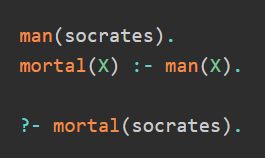 man(socrates).
mortal(X) :- man(X).
?- mortal(socrates).